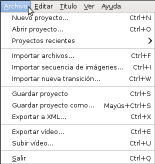 Archivo Editar Título Ver Ayuda
Nuevo proyecto... Ctrl+N
Abrir proyecto... Ctrl+O
Proyectos recientes
Importar archivos... Ctrl+F
Importar secuencia de imágenes... Ctrl+I
Importar nueva transición... Ctrl+W
Guardar proyecto Ctrl+S
Guardar proyecto como... Mayús+Ctrl+S
Exportar a XML... Ctrl+X
Exportar vídeo... Ctrl+E
Subir vídeo... Ctrl+U
Salir Ctrl+Q